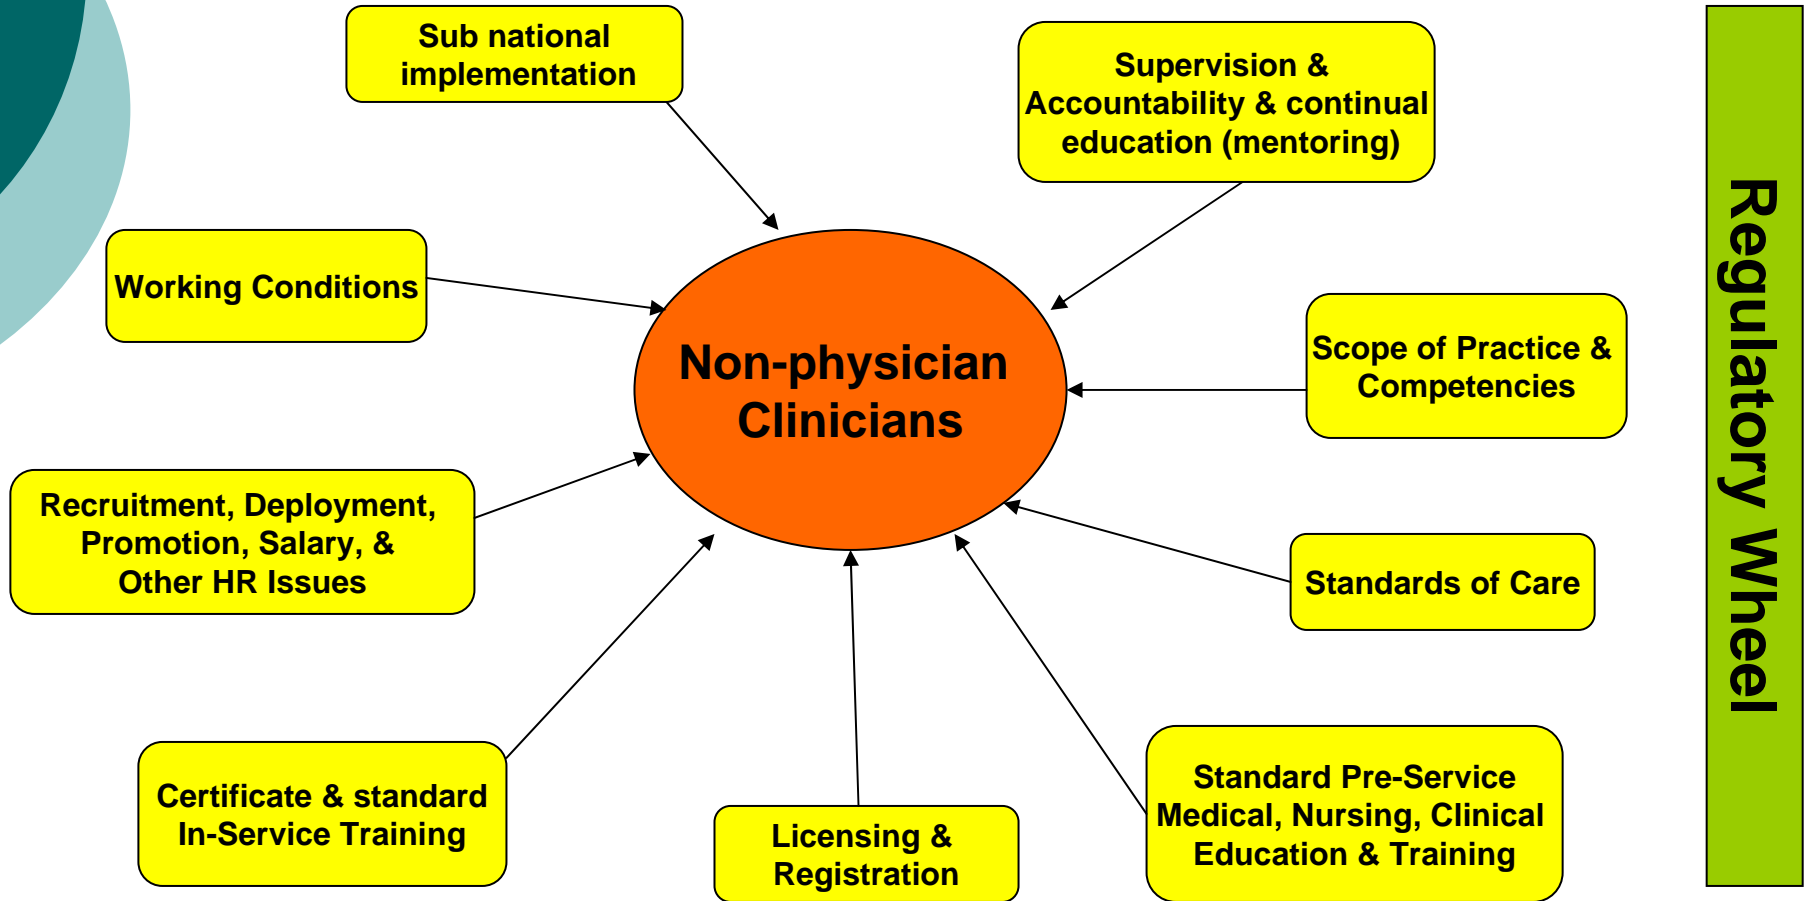 Sub national
implementation
Supervision &
Accountability & continual
education (mentoring)
Working Conditions
Non-physician
Clinicians
Scope of Practice &
Competencies
Recruitment, Deployment,
Promotion, Salary, &
Other HR Issues
Standards of Care
Certificate & standard
In-Service Training
Licensing &
Registration
Standard Pre-Service
Medical, Nursing, Clinical
Education & Training
Regulatory Wheel